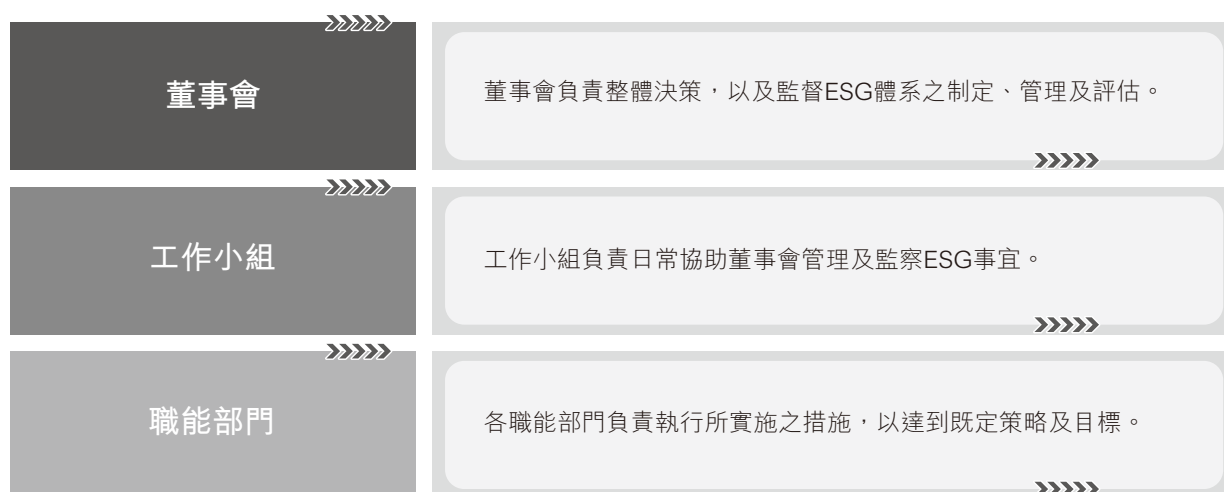 董事會
董事會負責整體決策，以及監督ESG體系之制定、管理及評估。
工作小組
工作小組負責日常協助董事會管理及監察ESG事宜。
職能部門
各職能部門負責執行所實施之措施，以達到既定策略及目標。